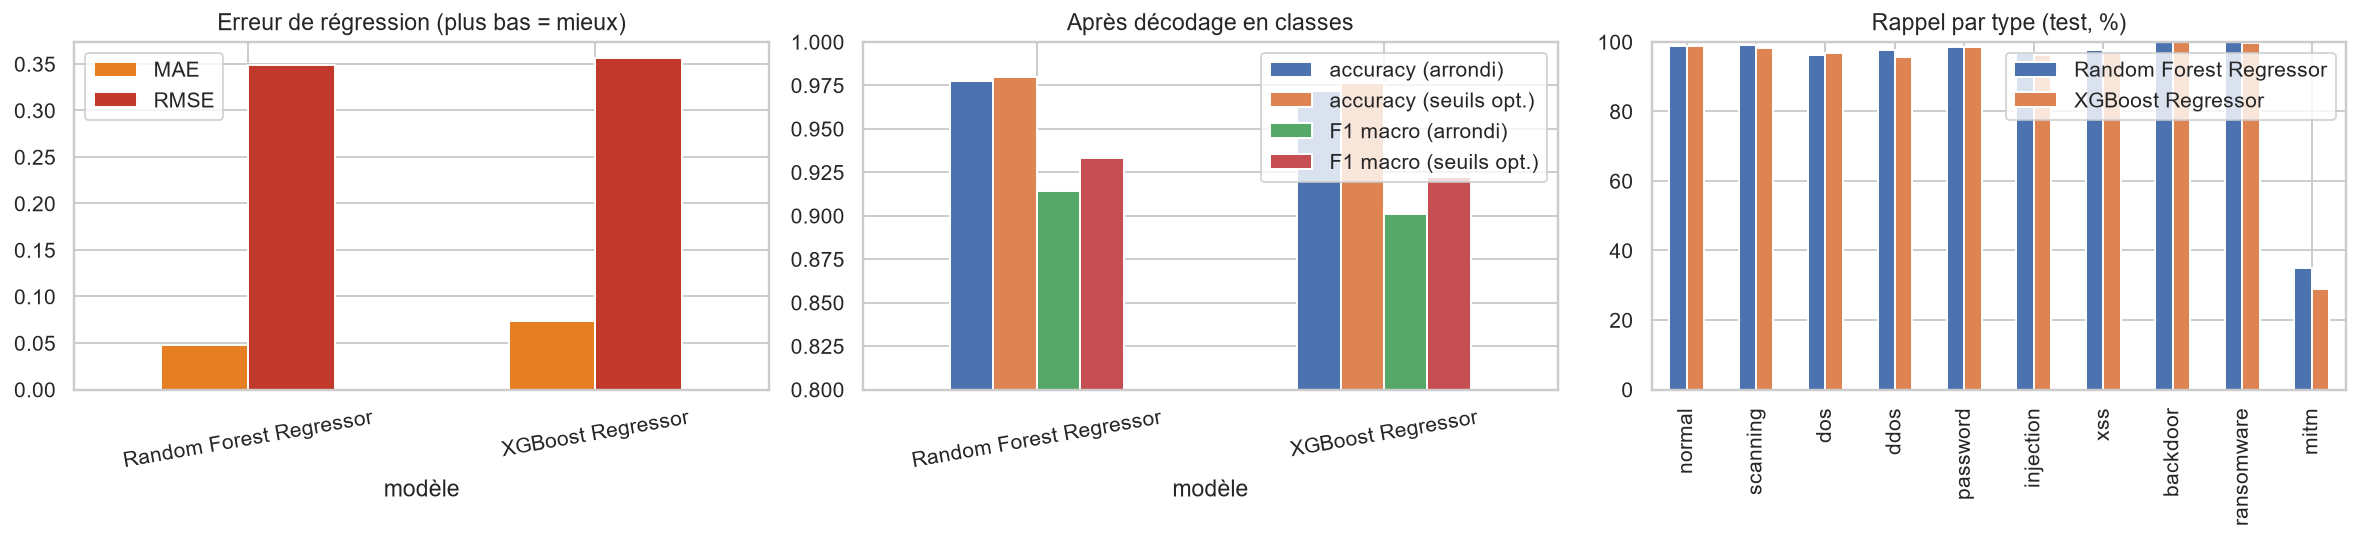 Erreur de régression (plus bas = mieux)
MAE
RMSE
0.35
0.30
0.25
0.20
0.15
0.10
0.05
0.00
Random Forest Regressor
XGBoost Regressor
modèle
Après décodage en classes
accuracy (arrondi)
accuracy (seuils opt.)
F1 macro (arrondi)
F1 macro (seuils opt.)
1.000
0.975
0.950
0.925
0.900
0.875
0.850
0.825
0.800
Random Forest Regressor
XGBoost Regressor
modèle
Rappel par type (test, %)
Random Forest Regressor
XGBoost Regressor
100
80
60
40
20
0
normal
scanning
dos
ddos
password
injection
xss
backdoor
ransomware
mitm